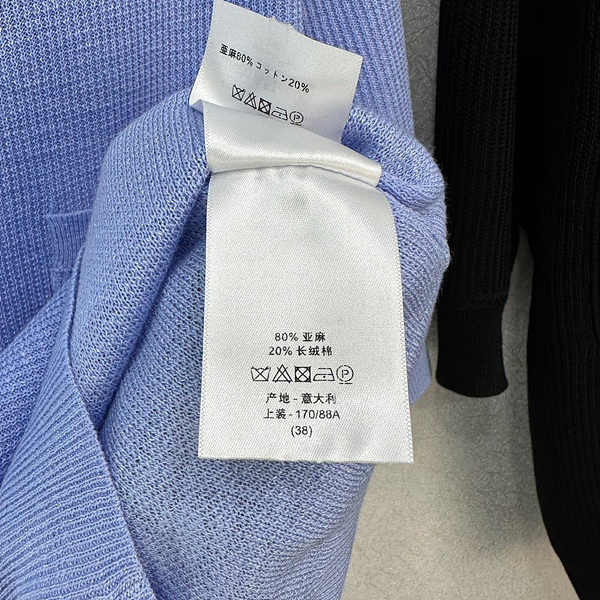 亜麻80% コットン20%
P
80% 亚麻
20% 长绒棉
P
产地 - 意大利
上装 - 170/88A
(38)